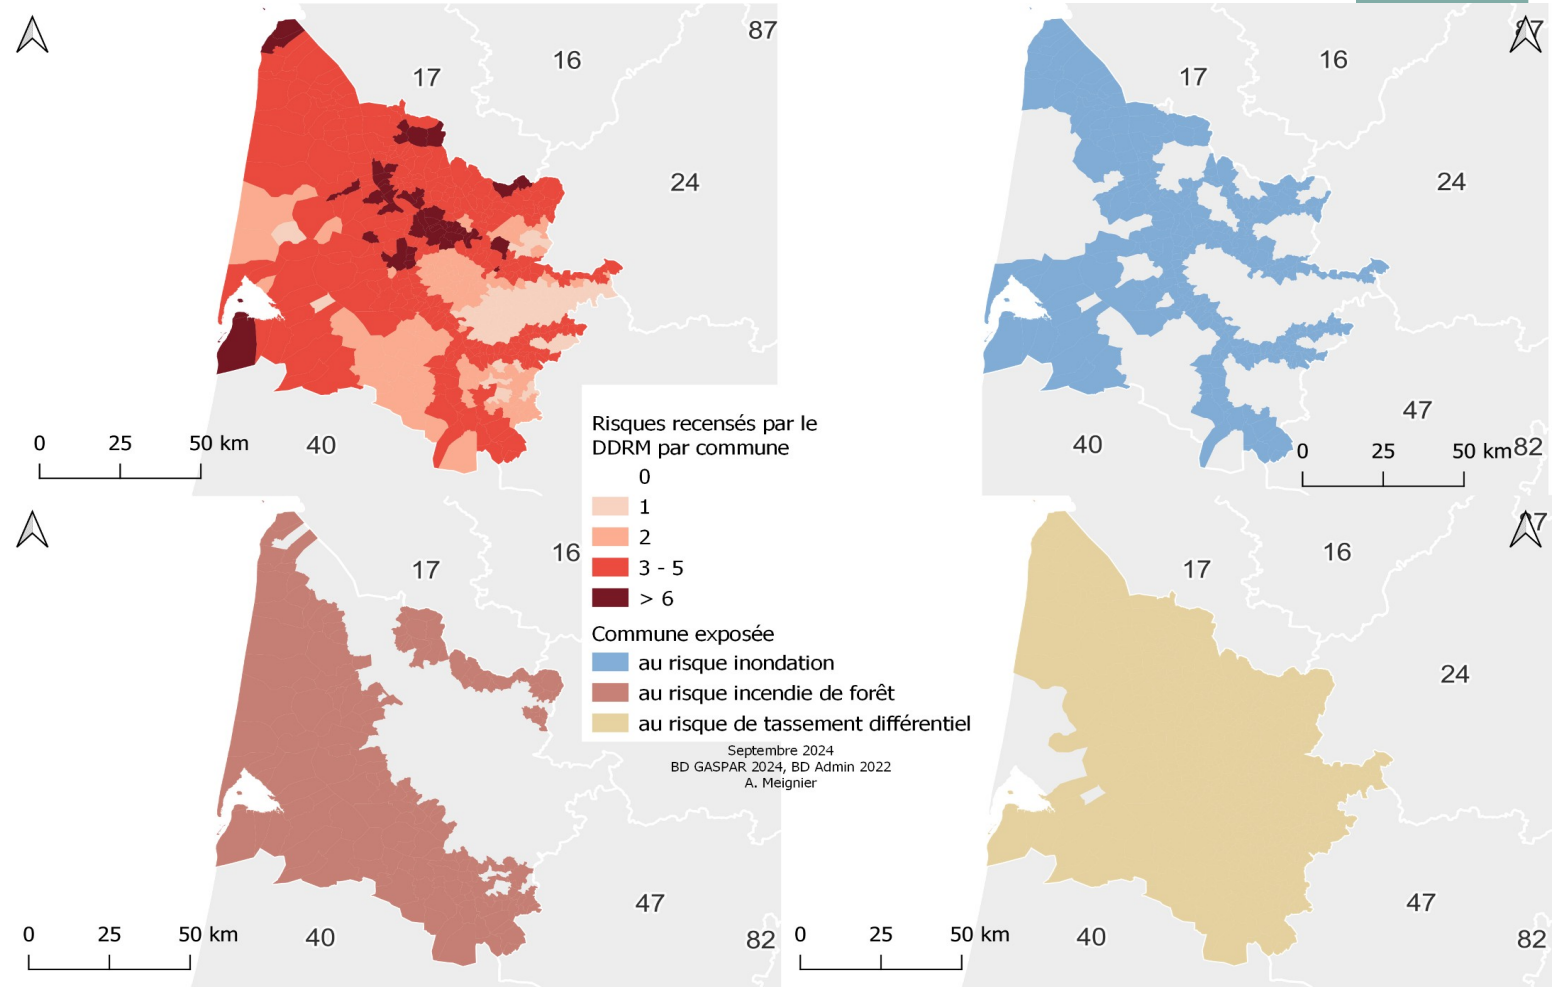 87
16
17
24
0 25 50 km
40
87
16
17
24
47
40
0 25 50 km
82
Risques recensés par le
DDRM par commune
0
1
2
3 - 5
> 6
Commune exposée
au risque inondation
au risque incendie de forêt
au risque de tassement différentiel
Septembre 2024
BD GASPAR 2024, BD Admin 2022
A. Meignier
16
17
47
0 25 50 km
40
82
16
17
24
47
0 25 50 km
40
82